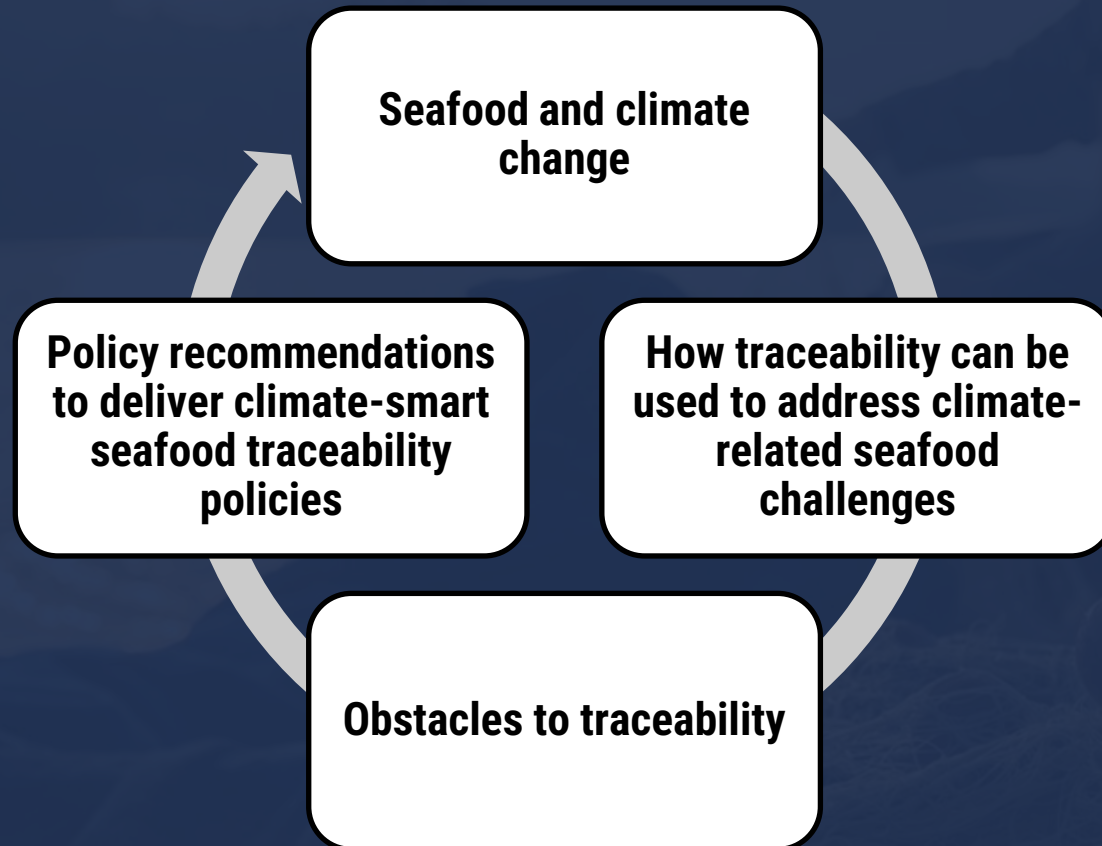 Seafood and climate
change
Policy recommendations
to deliver climate-smart
seafood traceability
policies
How traceability can be
used to address climate-
related seafood
challenges
Obstacles to traceability